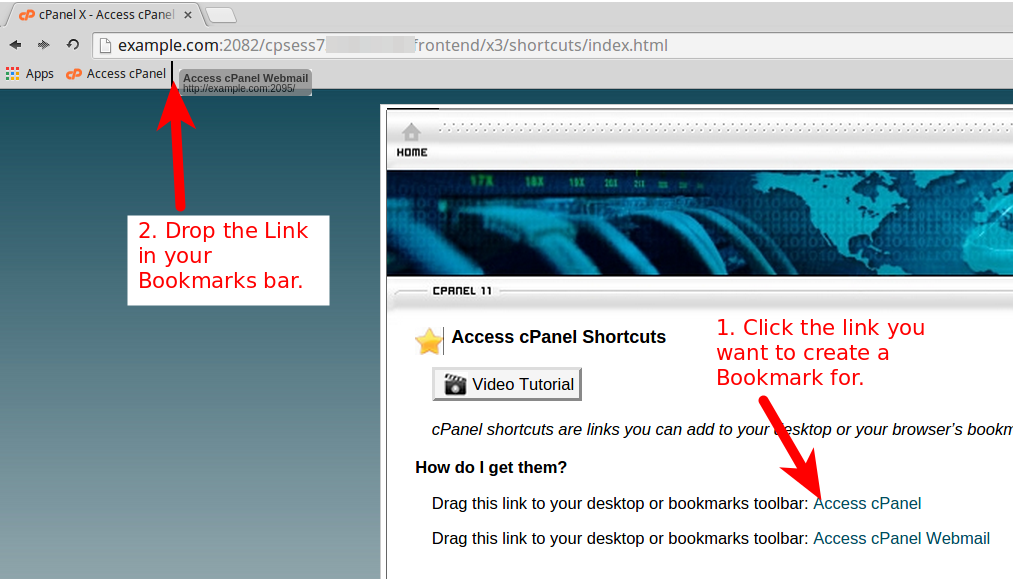 cPanel X - Access cPanel
example.com:2082/cpsess7 frontend/x3/shortcuts/index.html
Apps Access cPanel
Access cPanel Webmail
http://example.com:2095/
HOME
17X 18X 19X 20X 21X
2. Drop the Link
in your
Bookmarks bar.
CPANEL 11
Access cPanel Shortcuts
1. Click the link you
want to create a
Bookmark for.
Video Tutorial
cPanel shortcuts are links you can add to your desktop or your browser's bookm
How do I get them?
Drag this link to your desktop or bookmarks toolbar: Access cPanel
Drag this link to your desktop or bookmarks toolbar: Access cPanel Webmail